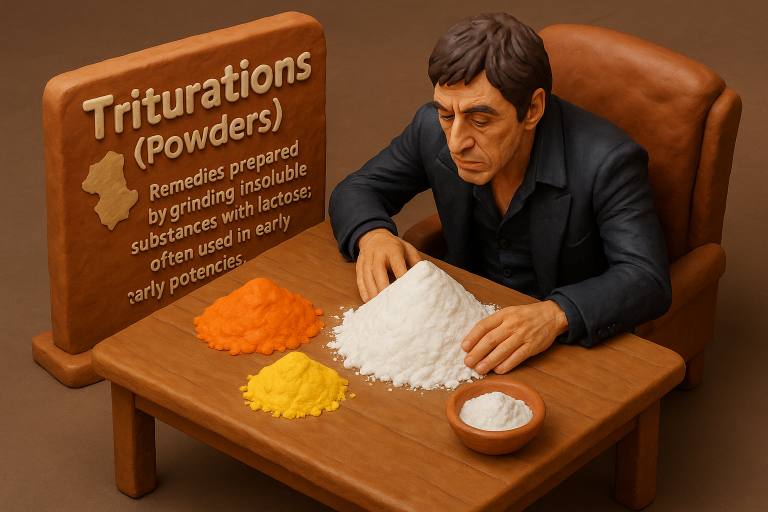 Triturations
(Powders)
Remedies prepared
by grinding insoluble
substances with lactose;
often used in early
early potencies.